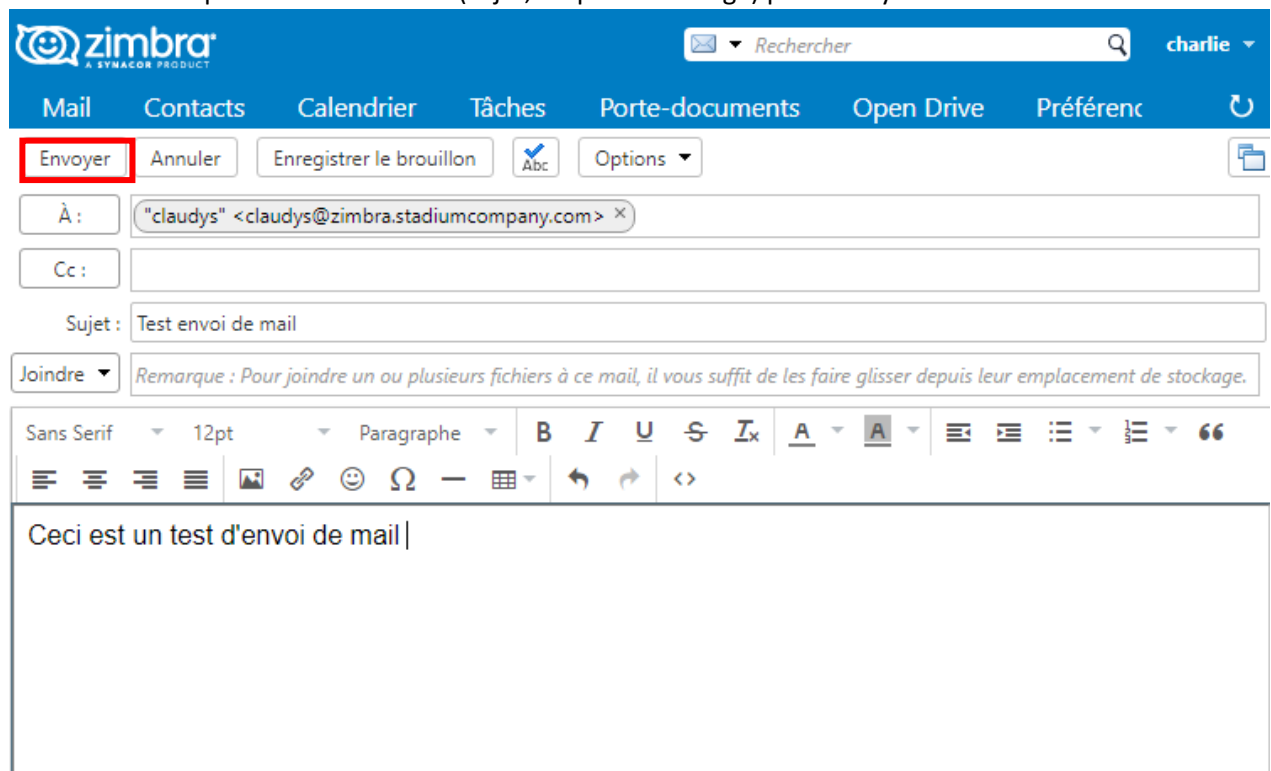 zimbra
A SYNACOR PRODUCT
Rechercher
charlie
Mail Contacts Calendrier Tâches Porte-documents Open Drive Préférenc
Envoyer Annuler Enregistrer le brouillon Abc Options
À : "claudys" <claudys@zimbra.stadiumcompany.com> ×
Cc :
Sujet : Test envoi de mail
Joindre Remarque : Pour joindre un ou plusieurs fichiers à ce mail, il vous suffit de les faire glisser depuis leur emplacement de stockage.
Sans Serif 12pt Paragraphe B I U S Ix A A
Ω <>
Ceci est un test d'envoi de mail